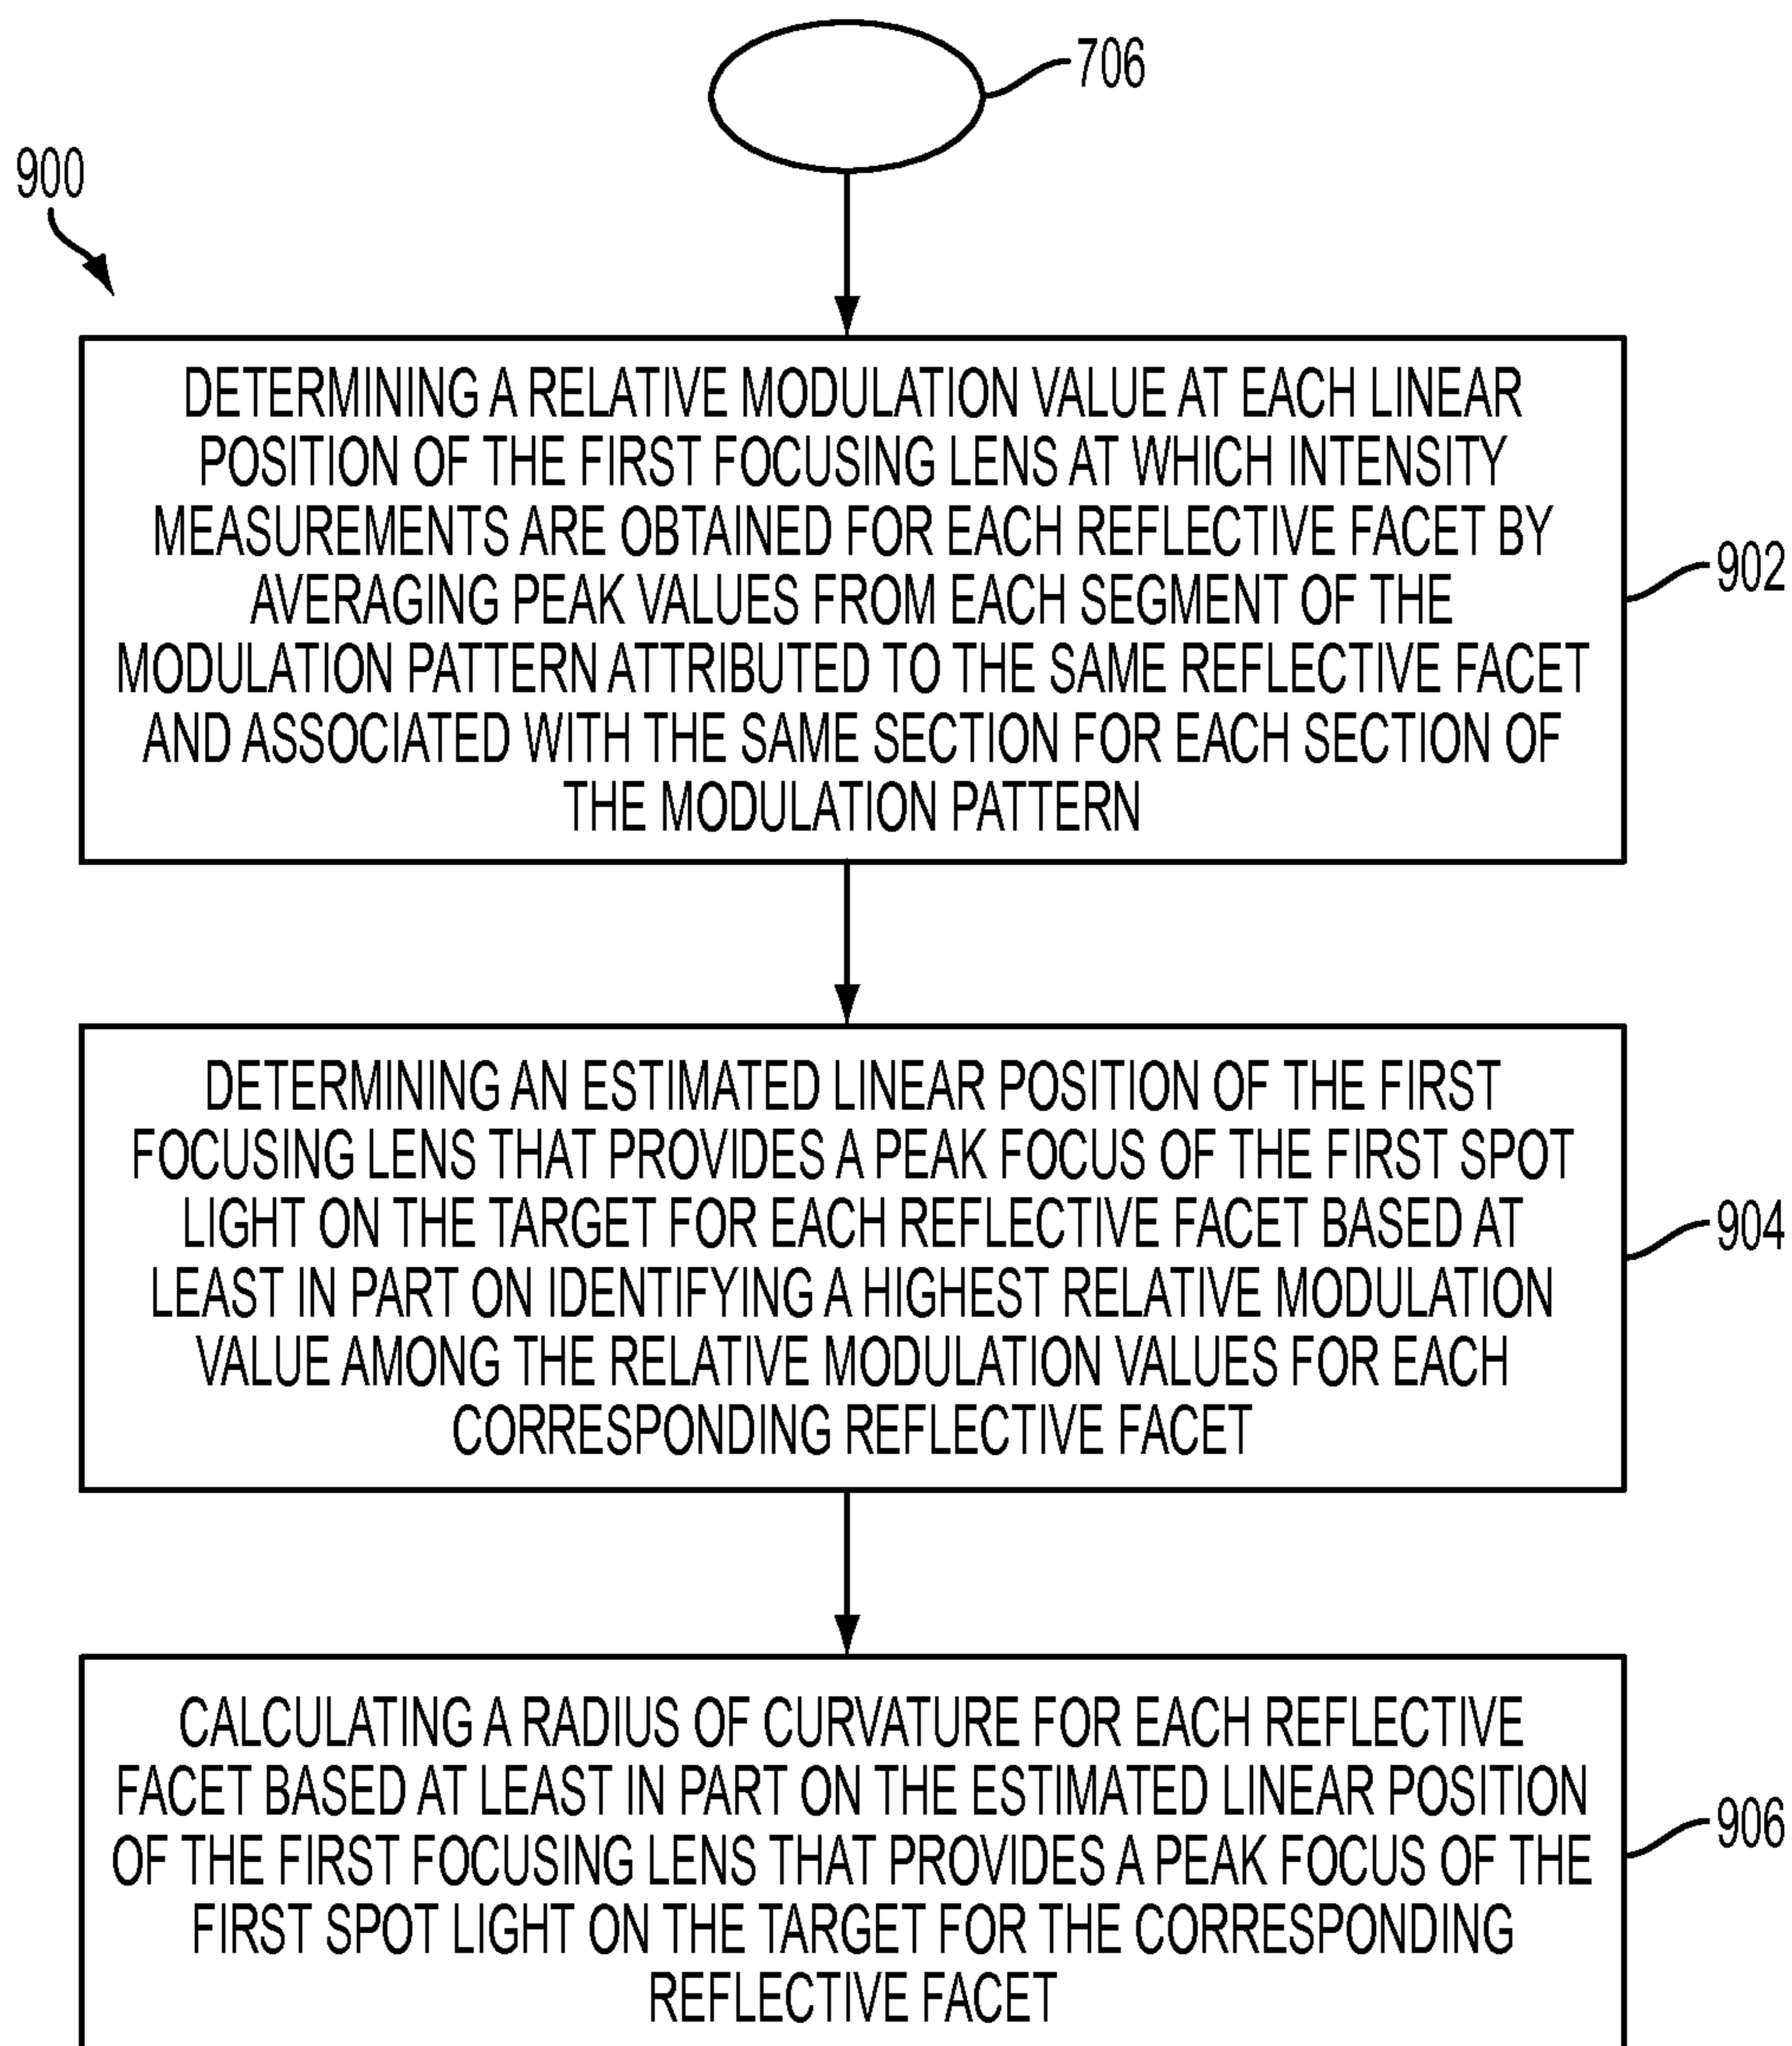 706
900
DETERMINING A RELATIVE MODULATION VALUE AT EACH LINEAR
POSITION OF THE FIRST FOCUSING LENS AT WHICH INTENSITY
MEASUREMENTS ARE OBTAINED FOR EACH REFLECTIVE FACET BY
AVERAGING PEAK VALUES FROM EACH SEGMENT OF THE
MODULATION PATTERN ATTRIBUTED TO THE SAME REFLECTIVE FACET
AND ASSOCIATED WITH THE SAME SECTION FOR EACH SECTION OF
THE MODULATION PATTERN
902
DETERMINING AN ESTIMATED LINEAR POSITION OF THE FIRST
FOCUSING LENS THAT PROVIDES A PEAK FOCUS OF THE FIRST SPOT
LIGHT ON THE TARGET FOR EACH REFLECTIVE FACET BASED AT
LEAST IN PART ON IDENTIFYING A HIGHEST RELATIVE MODULATION
VALUE AMONG THE RELATIVE MODULATION VALUES FOR EACH
CORRESPONDING REFLECTIVE FACET
904
CALCULATING A RADIUS OF CURVATURE FOR EACH REFLECTIVE
FACET BASED AT LEAST IN PART ON THE ESTIMATED LINEAR POSITION
OF THE FIRST FOCUSING LENS THAT PROVIDES A PEAK FOCUS OF THE
FIRST SPOT LIGHT ON THE TARGET FOR THE CORRESPONDING
REFLECTIVE FACET
906